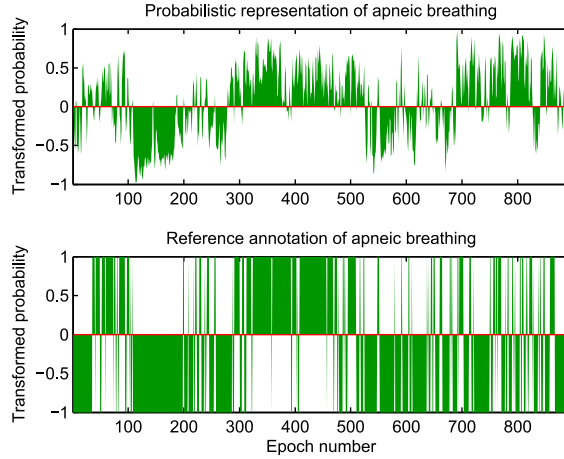 Probabilistic representation of apneic breathing
Transformed probability
1
0.5
0
−0.5
−1
100 200 300 400 500 600 700 800
Reference annotation of apneic breathing
Transformed probability
1
0.5
0
−0.5
−1
100 200 300 400 500 600 700 800
Epoch number